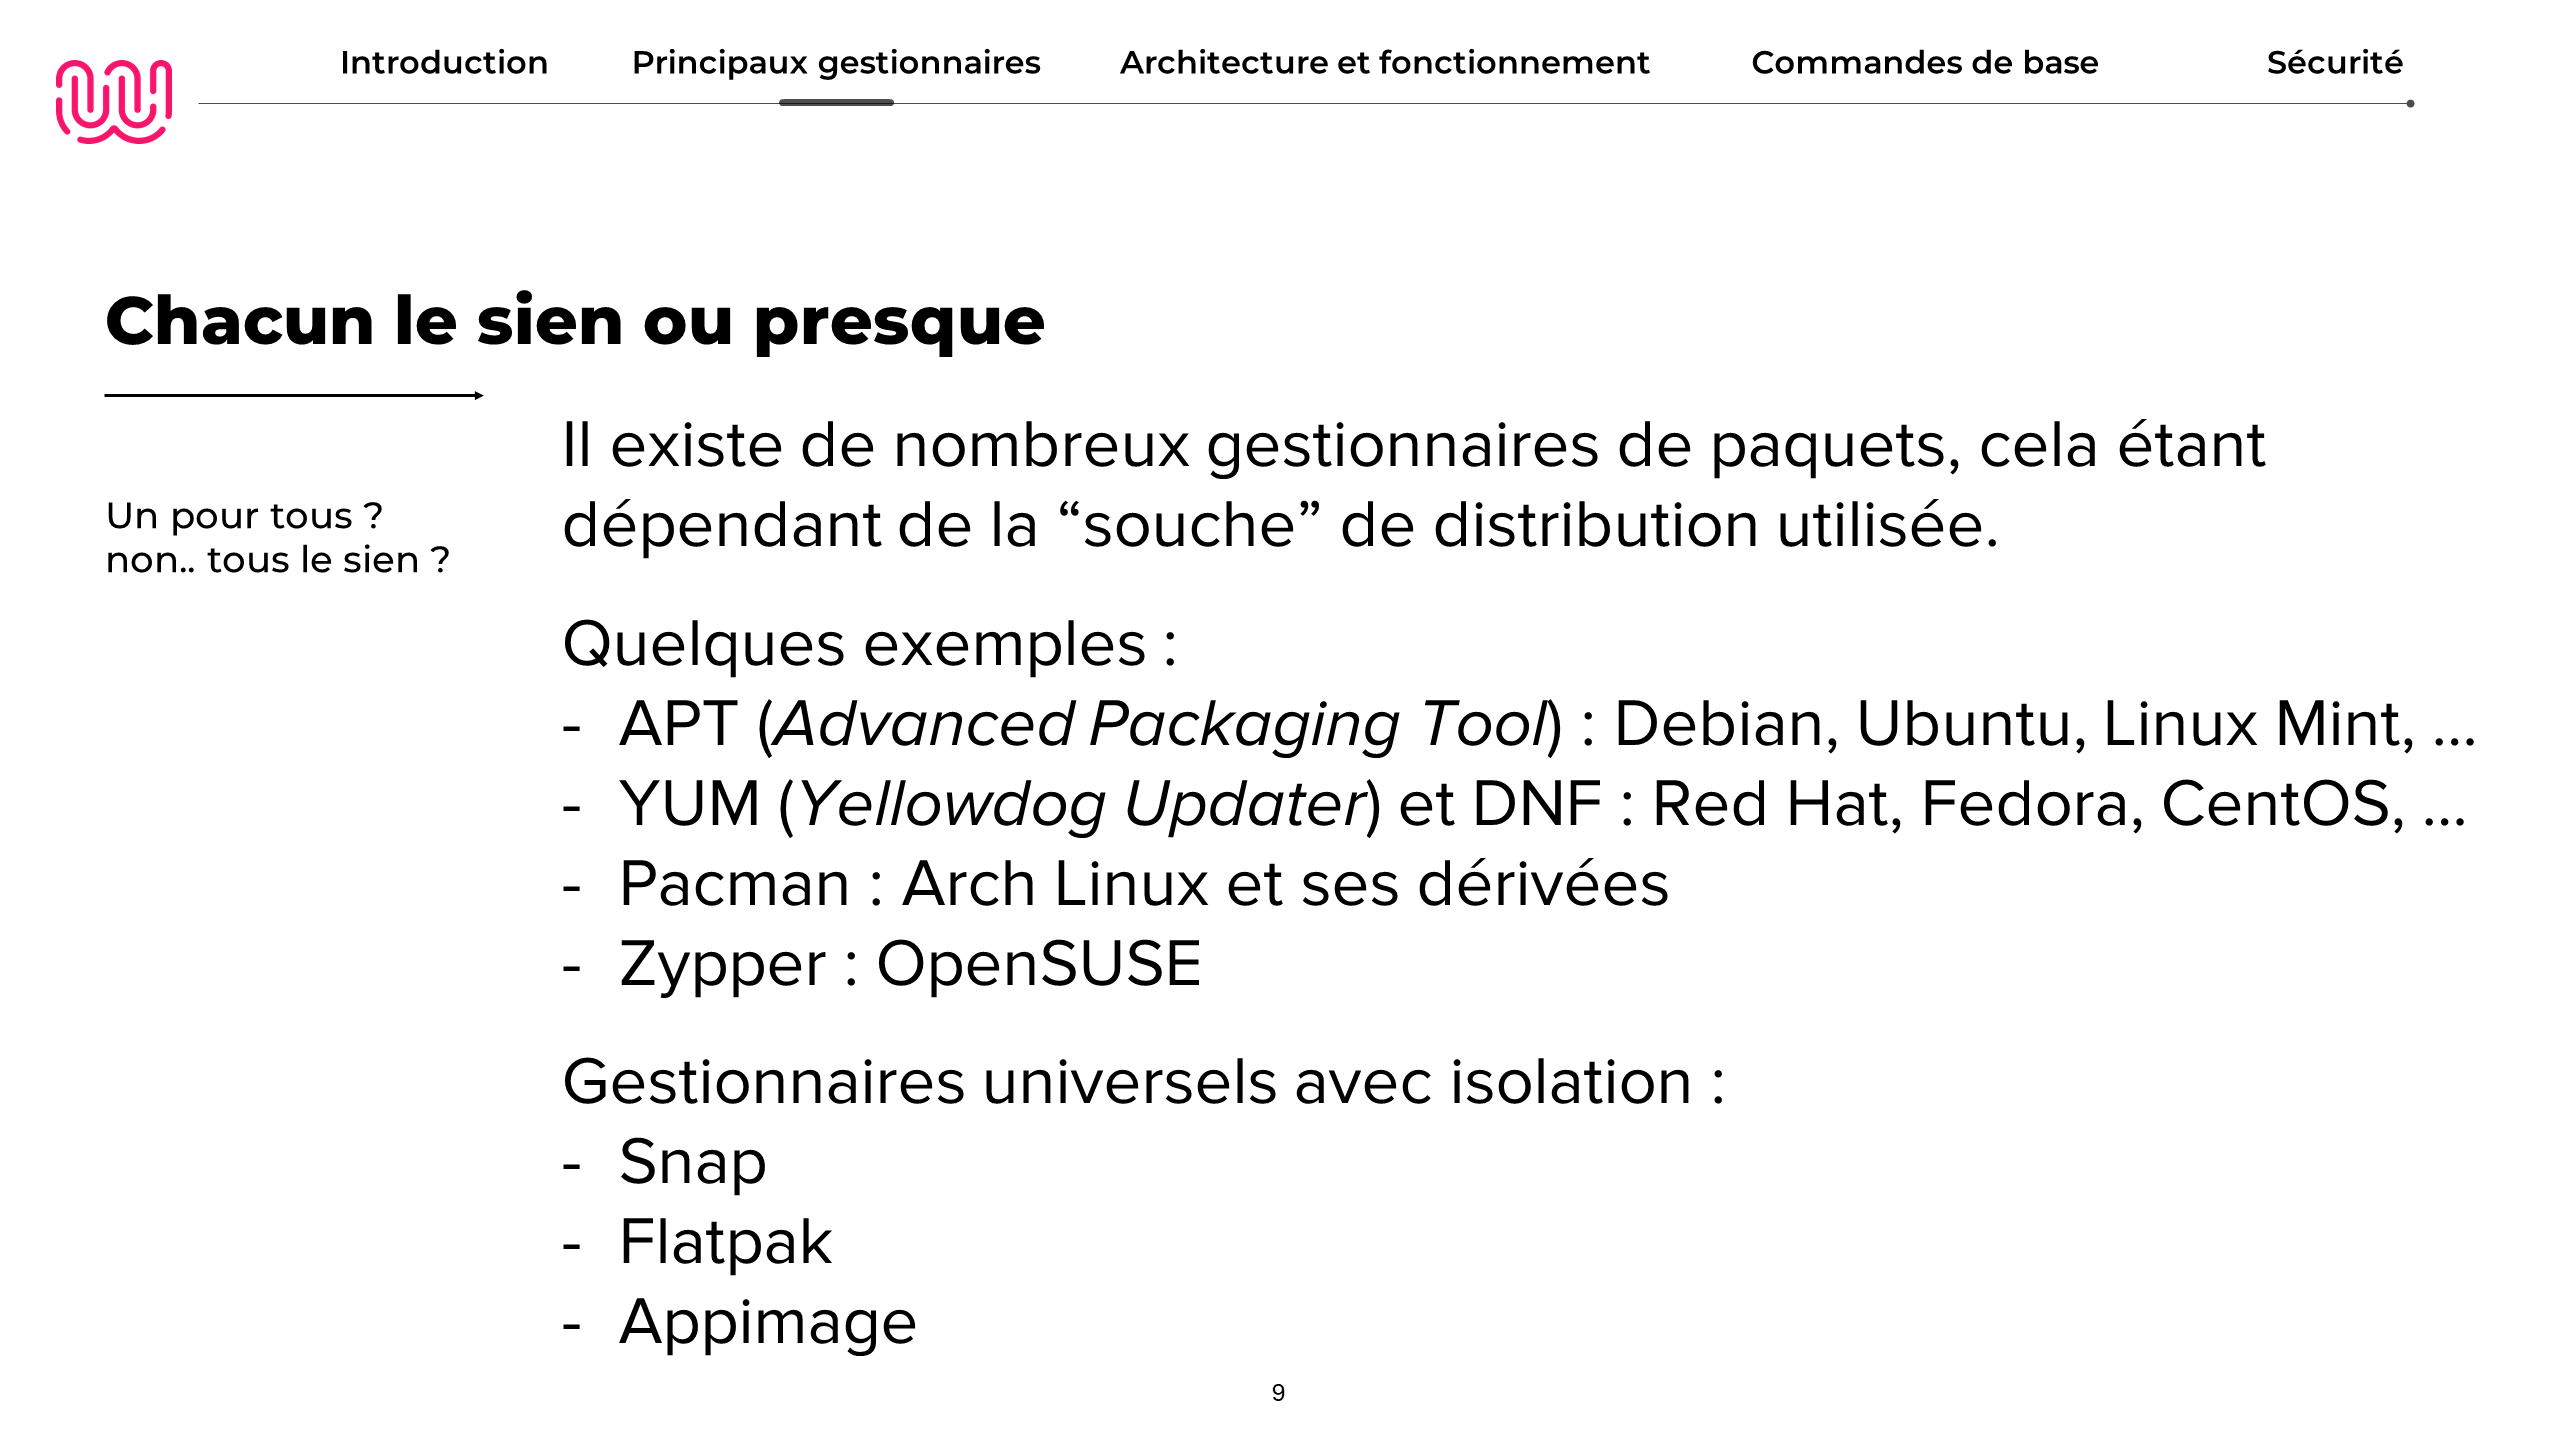 Introduction
Principaux gestionnaires
Architecture et fonctionnement
Commandes de base
Sécurité
Chacun le sien ou presque
Un pour tous ?
non.. tous le sien ?
Il existe de nombreux gestionnaires de paquets, cela étant
dépendant de la “souche” de distribution utilisée.
Quelques exemples :
- APT (Advanced Packaging Tool) : Debian, Ubuntu, Linux Mint, ...
- YUM (Yellowdog Updater) et DNF : Red Hat, Fedora, CentOS, ...
- Pacman : Arch Linux et ses dérivées
- Zypper : OpenSUSE
Gestionnaires universels avec isolation :
- Snap
- Flatpak
- Appimage
9